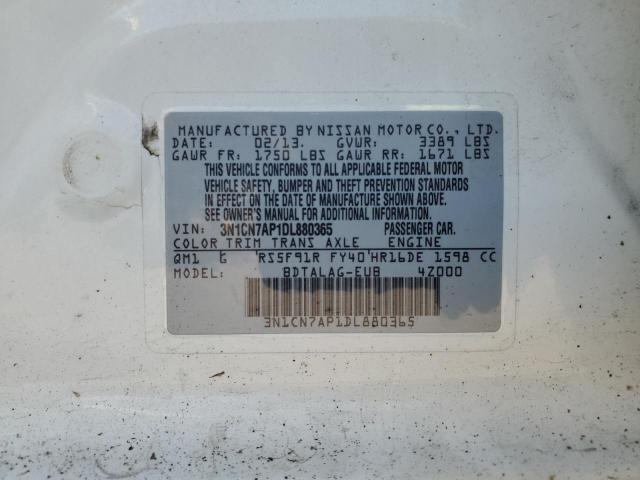 MANUFACTURED BY NISSAN MOTOR CO., LTD.
DATE: 02/13. GVWR: 3389 LBS
GAWR FR: 1750 LBS GAWR RR: 1671 LBS
THIS VEHICLE CONFORMS TO ALL APPLICABLE FEDERAL MOTOR
VEHICLE SAFETY, BUMPER AND THEFT PREVENTION STANDARDS
IN EFFECT ON THE DATE OF MANUFACTURE SHOWN ABOVE.
SEE OWNER'S MANUAL FOR ADDITIONAL INFORMATION.
VIN: 3N1CN7AP1DL880365 PASSENGER CAR.
COLOR TRIM TRANS AXLE ENGINE
QM1 G RS5F91R FY40 HR16DE 1598 CC
BDTALAG-EUB 4Z000
3N1CN7AP1DL880365